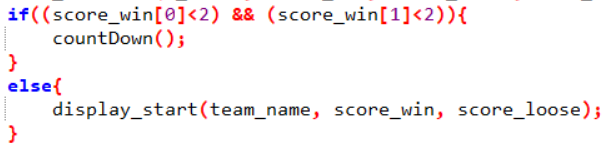 if((score_win[0]<2) && (score_win[1]<2)){
countDown();
}
else{
display_start(team_name, score_win, score_loose);
}